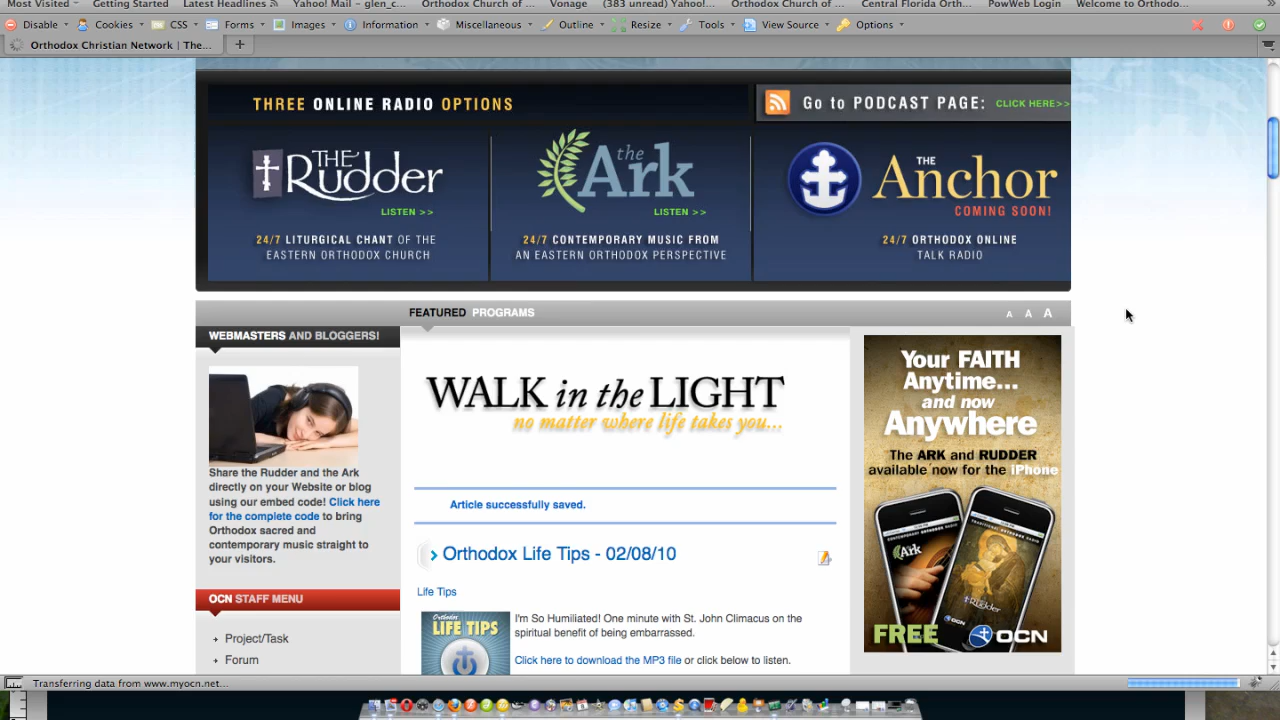 Most Visited
Getting Started
Latest Headlines
Yahoo! Mail - glen_c...
Orthodox Church of ...
Vonage
(383 unread) Yahoo!...
Orthodox Church of...
Central Florida Orth...
PowWeb Login
Welcome to Orthodo...
Disable
Cookies
CSS
Forms
Images
Information
Miscellaneous
Outline
Resize
Tools
View Source
Options
Orthodox Christian Network | The...
THREE ONLINE RADIO OPTIONS
Go to PODCAST PAGE: CLICK HERE>>
THE Rudder
LISTEN >>
24/7 LITURGICAL CHANT OF THE
EASTERN ORTHODOX CHURCH
the Ark
LISTEN >>
24/7 CONTEMPORARY MUSIC FROM
AN EASTERN ORTHODOX PERSPECTIVE
THE Anchor
COMING SOON!
24/7 ORTHODOX ONLINE
TALK RADIO
FEATURED PROGRAMS
A A A
WEBMASTERS AND BLOGGERS!
Share the Rudder and the Ark
directly on your Website or blog
using our embed code! Click here
for the complete code to bring
Orthodox sacred and
contemporary music straight to
your visitors.
OCN STAFF MENU
Project/Task
Forum
WALK in the LIGHT
no matter where life takes you...
Article successfully saved.
Orthodox Life Tips - 02/08/10
Life Tips
Orthodox
LIFE TIPS
I'm So Humiliated! One minute with St. John Climacus on the
spiritual benefit of being embarrassed.
Click here to download the MP3 file or click below to listen.
Your FAITH
Anytime...
and now
Anywhere
The ARK and RUDDER
available now for the iPhone
CONTEMPORARY ORTHODOX RADIO
Ark
OCN
TRADITIONAL ORTHODOX RADIO
Rudder
OCN
FREE
OCN
Transferring data from www.myocn.net...